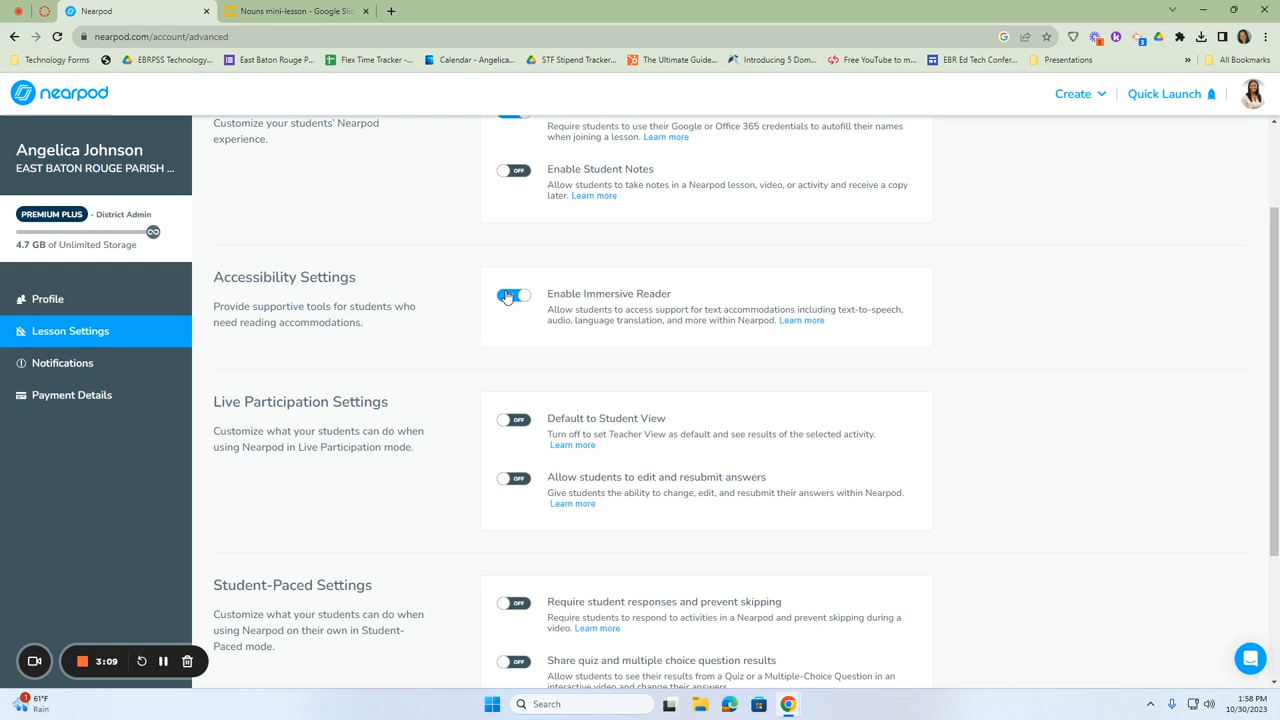 Nearpod
Nouns mini-lesson - Google Slid
nearpod.com/account/advanced
Technology Forms
EBRPSS Technology...
East Baton Rouge P...
Flex Time Tracker -...
Calendar - Angelica...
STF Stipend Tracker...
The Ultimate Guide...
Introducing 5 Dom...
Free YouTube to m...
EBR Ed Tech Confer...
Presentations
»
All Bookmarks
nearpod
Create
Quick Launch
Angelica Johnson
EAST BATON ROUGE PARISH ...
PREMIUM PLUS - District Admin
4.7 GB of Unlimited Storage
Profile
Lesson Settings
Notifications
Payment Details
Customize your students' Nearpod
experience.
Require students to use their Google or Office 365 credentials to autofill their names
when joining a lesson. Learn more
OFF
Enable Student Notes
Allow students to take notes in a Nearpod lesson, video, or activity and receive a copy
later. Learn more
Accessibility Settings
Provide supportive tools for students who
need reading accommodations.
Enable Immersive Reader
Allow students to access support for text accommodations including text-to-speech,
audio, language translation, and more within Nearpod. Learn more
Live Participation Settings
Customize what your students can do when
using Nearpod in Live Participation mode.
OFF
Default to Student View
Turn off to set Teacher View as default and see results of the selected activity.
Learn more
OFF
Allow students to edit and resubmit answers
Give students the ability to change, edit, and resubmit their answers within Nearpod.
Learn more
Student-Paced Settings
Customize what your students can do when
using Nearpod on their own in Student-
Paced mode.
OFF
Require student responses and prevent skipping
Require students to respond to activities in a Nearpod and prevent skipping during a
video. Learn more
OFF
Share quiz and multiple choice question results
Allow students to see their results from a Quiz or a Multiple-Choice Question in an
interactive video and change their answers.
3:09
1
61°F
Rain
Search
1:58 PM
10/30/2023